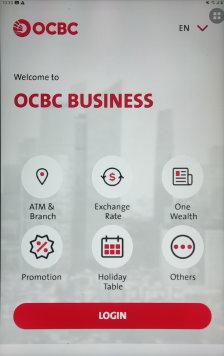 OCBC
EN
Welcome to
OCBC BUSINESS
ATM &
Branch
Exchange
Rate
One
Wealth
Promotion
Holiday
Table
Others
LOGIN